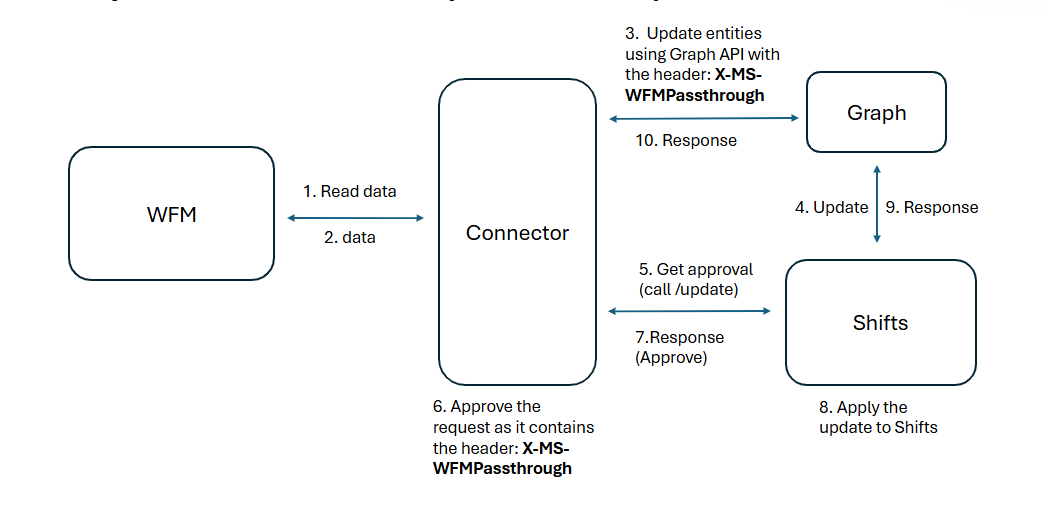 3. Update entities
using Graph API with
the header: X-MS-
WFMPassthrough
Graph
10. Response
WFM
1. Read data
2. data
Connector
4. Update
9. Response
5. Get approval
(call /update)
Shifts
7.Response
(Approve)
6. Approve the
request as it contains
the header: X-MS-
WFMPassthrough
8. Apply the
update to Shifts